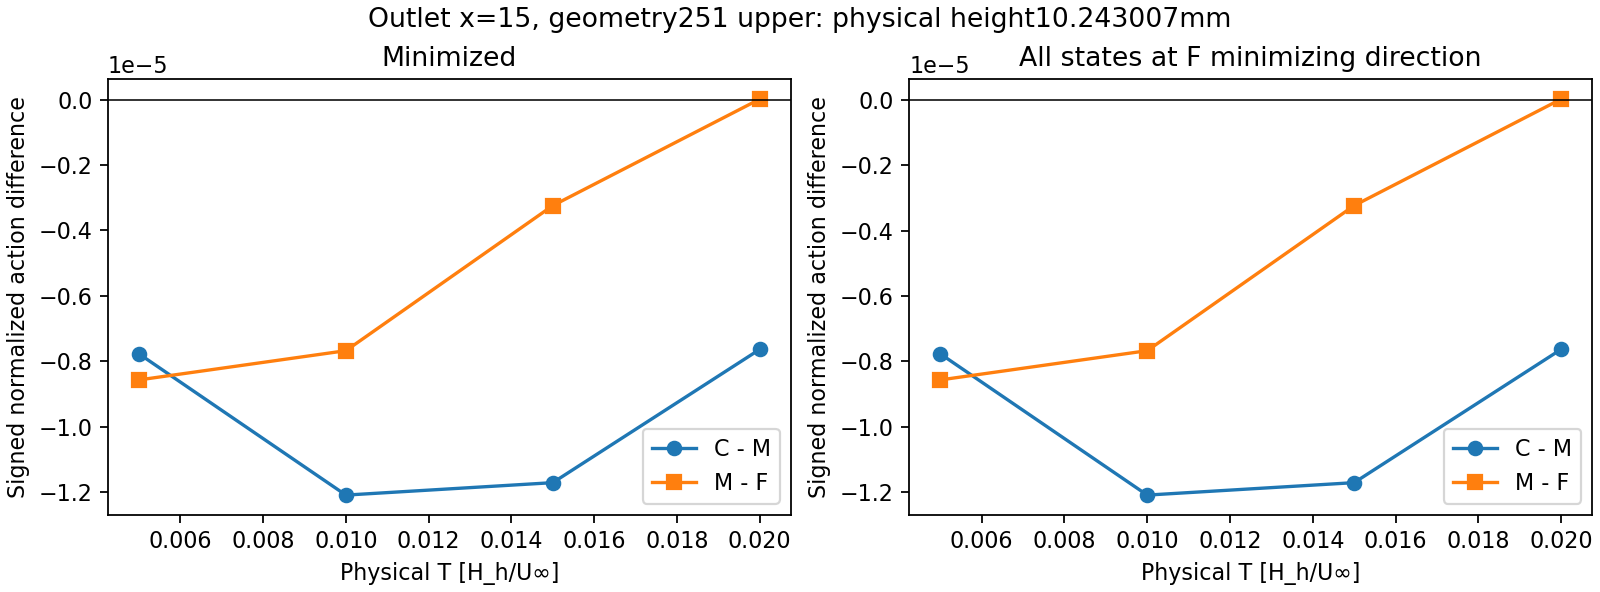 Outlet x=15, geometry251 upper: physical height10.243007mm
Minimized
1e−5
Signed normalized action difference
0.0
−0.2
−0.4
−0.6
−0.8
−1.0
−1.2
C - M
M - F
0.006 0.008 0.010 0.012 0.014 0.016 0.018 0.020
Physical T [H_h/U∞]
All states at F minimizing direction
1e−5
Signed normalized action difference
0.0
−0.2
−0.4
−0.6
−0.8
−1.0
−1.2
C - M
M - F
0.006 0.008 0.010 0.012 0.014 0.016 0.018 0.020
Physical T [H_h/U∞]